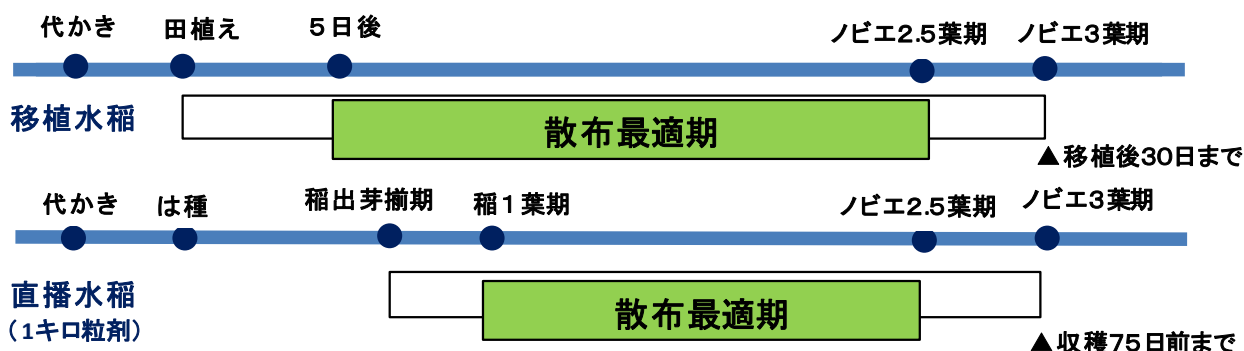 代かき 田植え 5日後 ノビエ2.5葉期 ノビエ3葉期
移植水稲 散布最適期
▲移植後30日まで
代かき は種 稲出芽揃期 稲1葉期 ノビエ2.5葉期 ノビエ3葉期
直播水稲 散布最適期
(1キロ粒剤)
▲収穫75日前まで